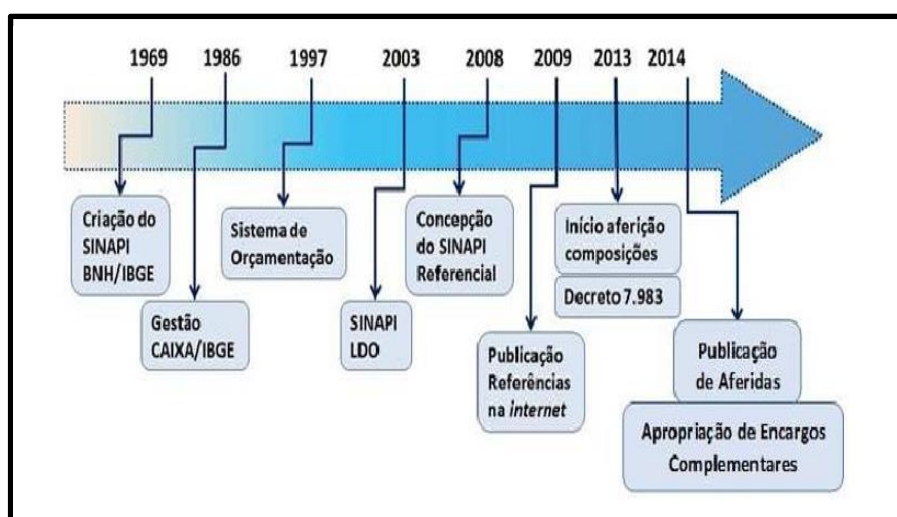 1969 1986 1997 2003 2008 2009 2013 2014
Criação do
SINAPI
BNH/IBGE
Gestão
CAIXA/IBGE
Sistema de
Orçamentação
SINAPI
LDO
Concepção
do SINAPI
Referencial
Publicação
Referências
na internet
Início aferição
composições
Decreto 7.983
Publicação
de Aferidas
Apropriação de Encargos
Complementares